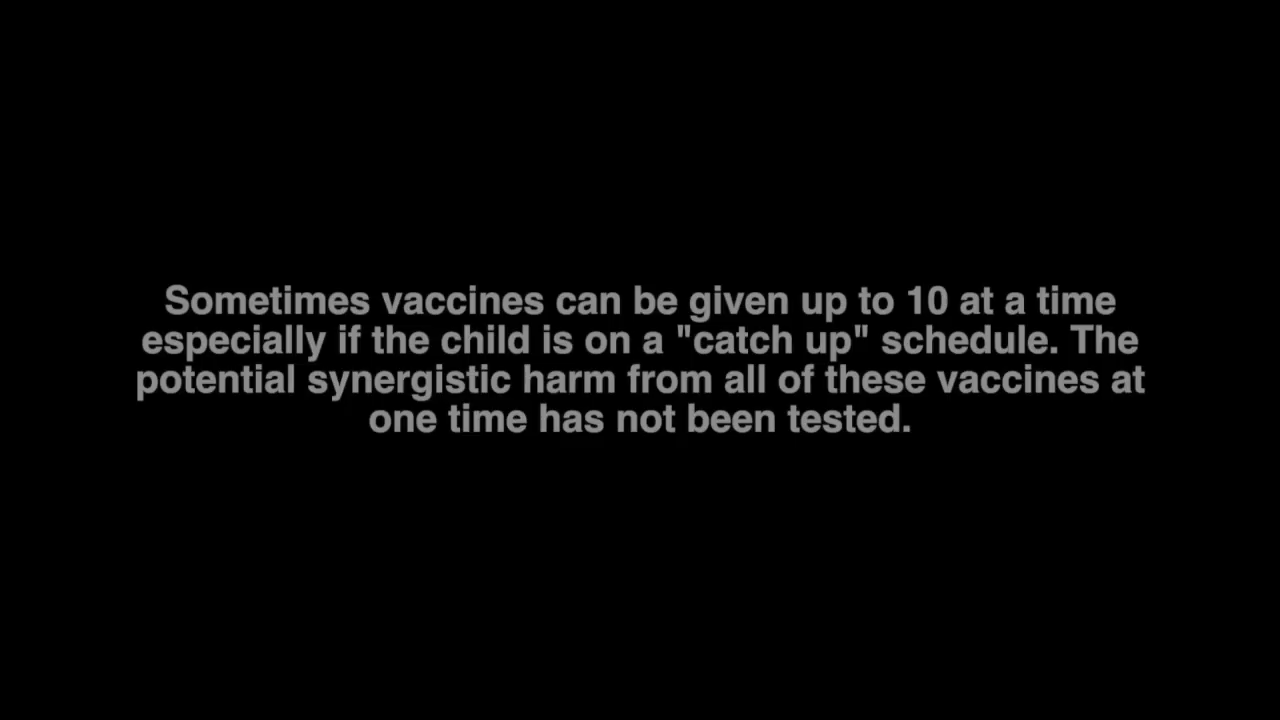 Sometimes vaccines can be given up to 10 at a time
especially if the child is on a "catch up" schedule. The
potential synergistic harm from all of these vaccines at
one time has not been tested.